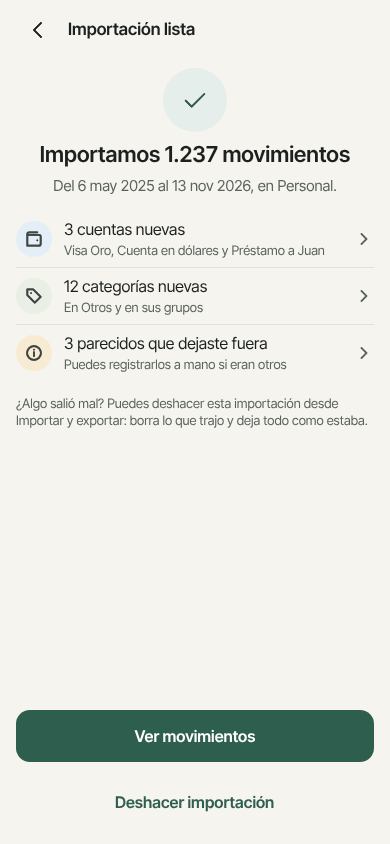 Importación lista
Importamos 1.237 movimientos
Del 6 may 2025 al 13 nov 2026, en Personal.
3 cuentas nuevas
Visa Oro, Cuenta en dólares y Préstamo a Juan
12 categorías nuevas
En Otros y en sus grupos
3 parecidos que dejaste fuera
Puedes registrarlos a mano si eran otros
¿Algo salió mal? Puedes deshacer esta importación desde
Importar y exportar: borra lo que trajo y deja todo como estaba.
Ver movimientos
Deshacer importación